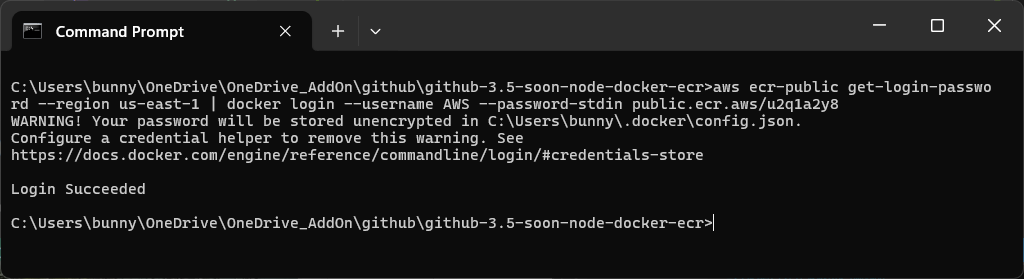 Command Prompt
C:\Users\bunny\OneDrive\OneDrive_AddOn\github\github-3.5-soon-node-docker-ecr>aws ecr-public get-login-passwo
rd --region us-east-1 | docker login --username AWS --password-stdin public.ecr.aws/u2q1a2y8
WARNING! Your password will be stored unencrypted in C:\Users\bunny\.docker\config.json.
Configure a credential helper to remove this warning. See
https://docs.docker.com/engine/reference/commandline/login/#credentials-store
Login Succeeded
C:\Users\bunny\OneDrive\OneDrive_AddOn\github\github-3.5-soon-node-docker-ecr>